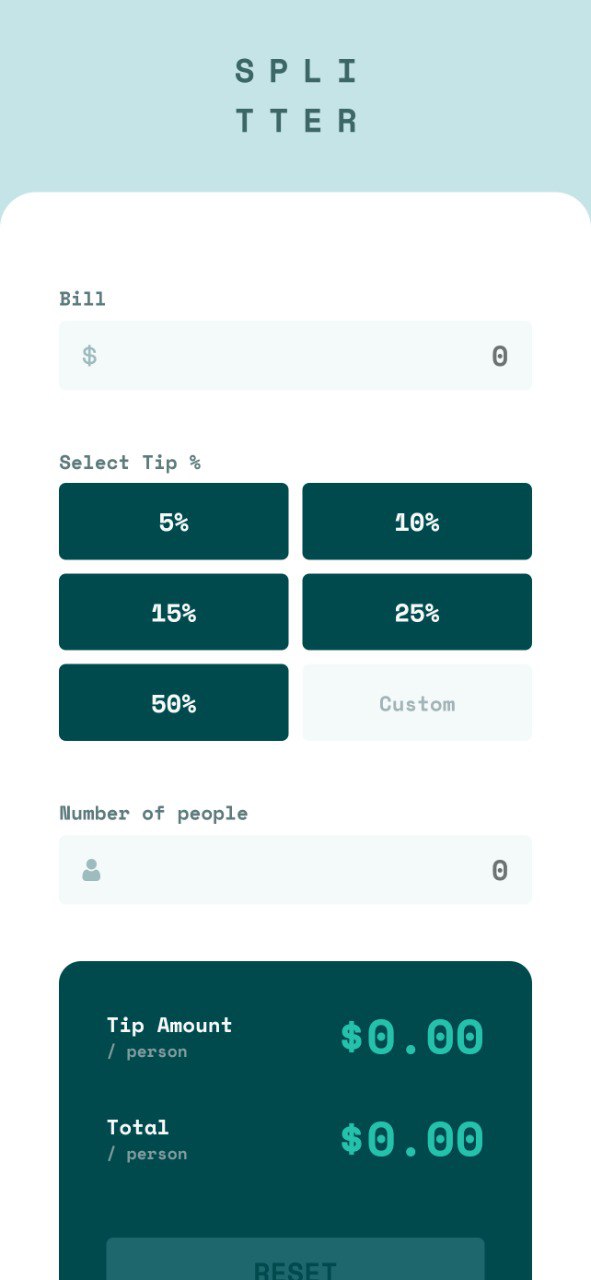 SPLI
TTER
Bill
$ 0
Select Tip %
5% 10%
15% 25%
50% Custom
Number of people
0
Tip Amount $0.00
/ person
Total $0.00
/ person
RESET